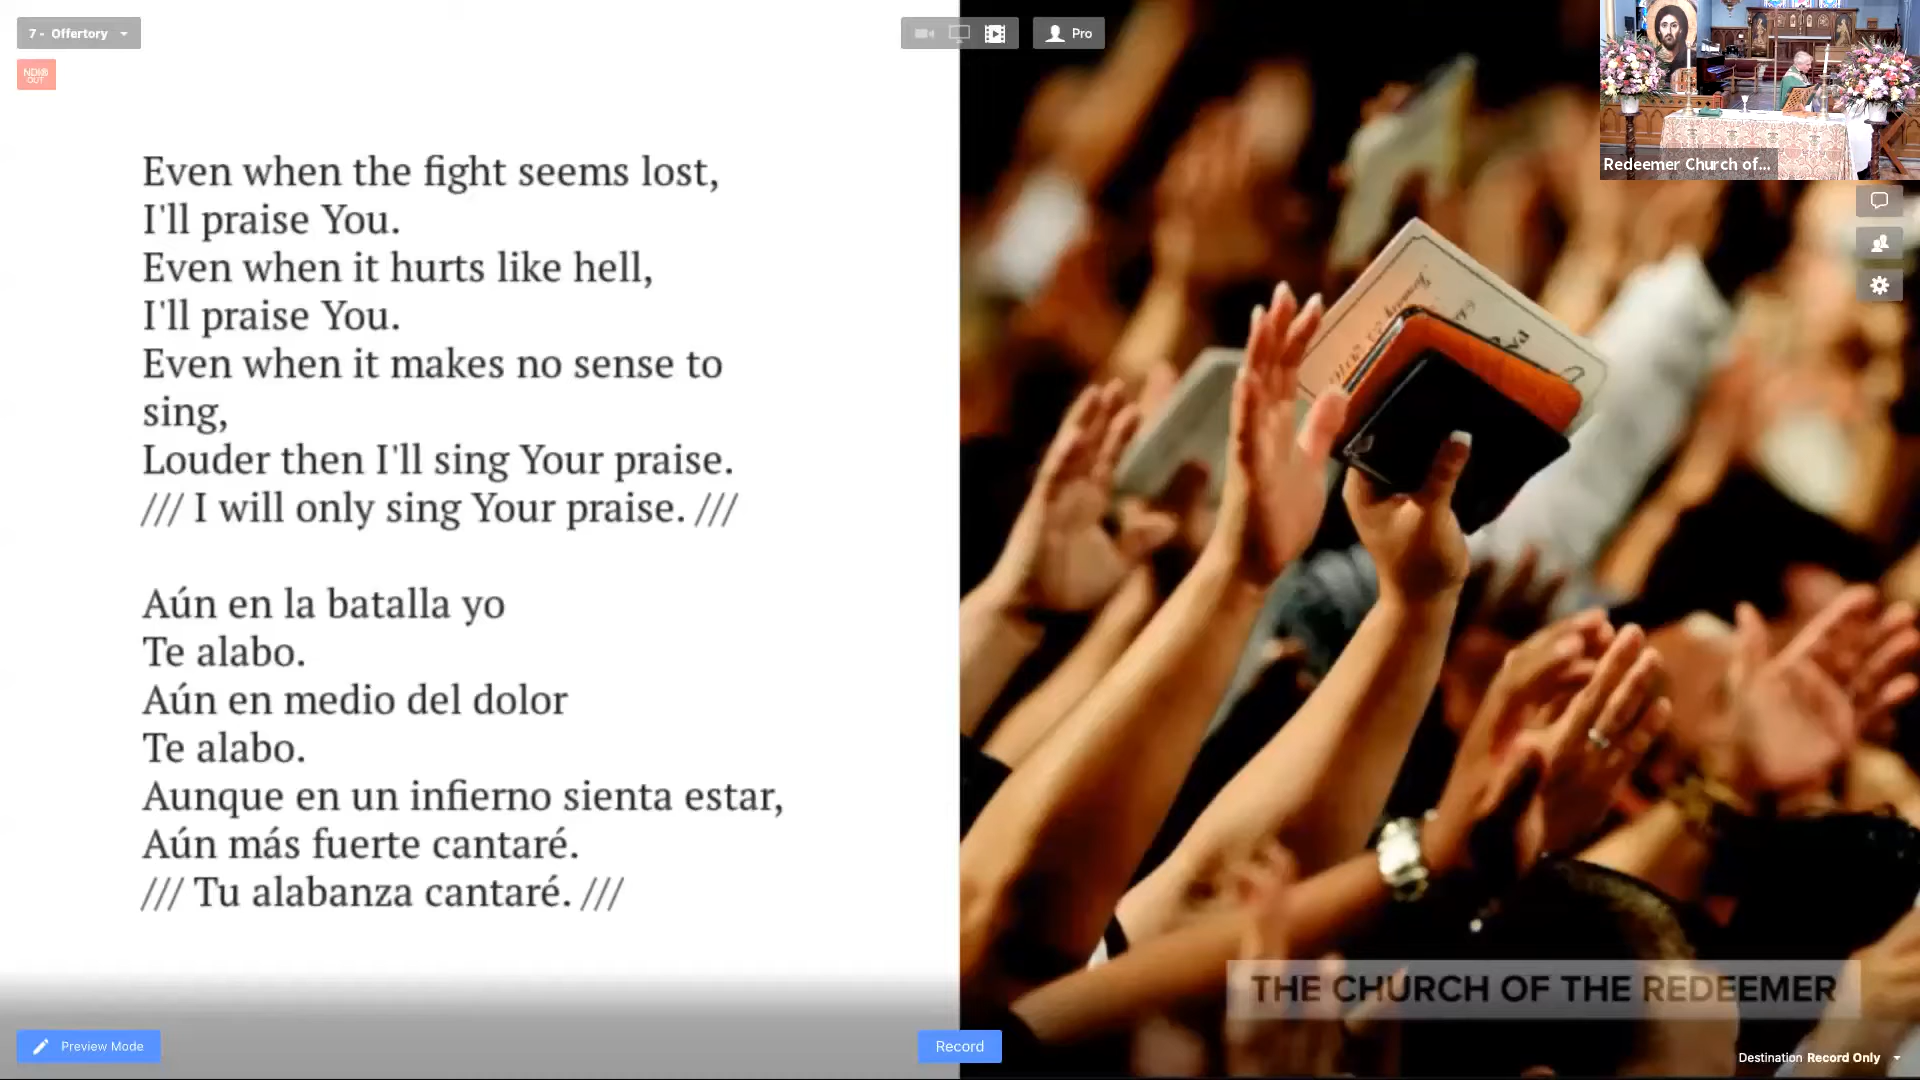 7 - Offertory
Pro
NDI®
OUT
Redeemer Church of...
Even when the fight seems lost,
I'll praise You.
Even when it hurts like hell,
I'll praise You.
Even when it makes no sense to
sing,
Louder then I'll sing Your praise.
/// I will only sing Your praise. ///
Aún en la batalla yo
Te alabo.
Aún en medio del dolor
Te alabo.
Aunque en un infierno sienta estar,
Aún más fuerte cantaré.
/// Tu alabanza cantaré. ///
THE CHURCH OF THE REDEEMER
Preview Mode
Record
Destination Record Only